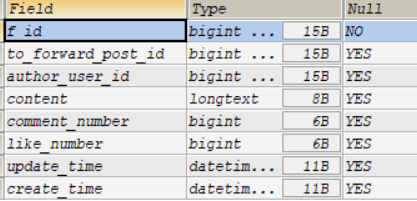 Field Type Null
f_id bigint ... 15B NO
to_forward_post_id bigint ... 15B YES
author_user_id bigint ... 15B YES
content longtext 8B YES
comment_number bigint 6B YES
like_number bigint 6B YES
update_time datetim... 11B YES
create_time datetim... 11B YES